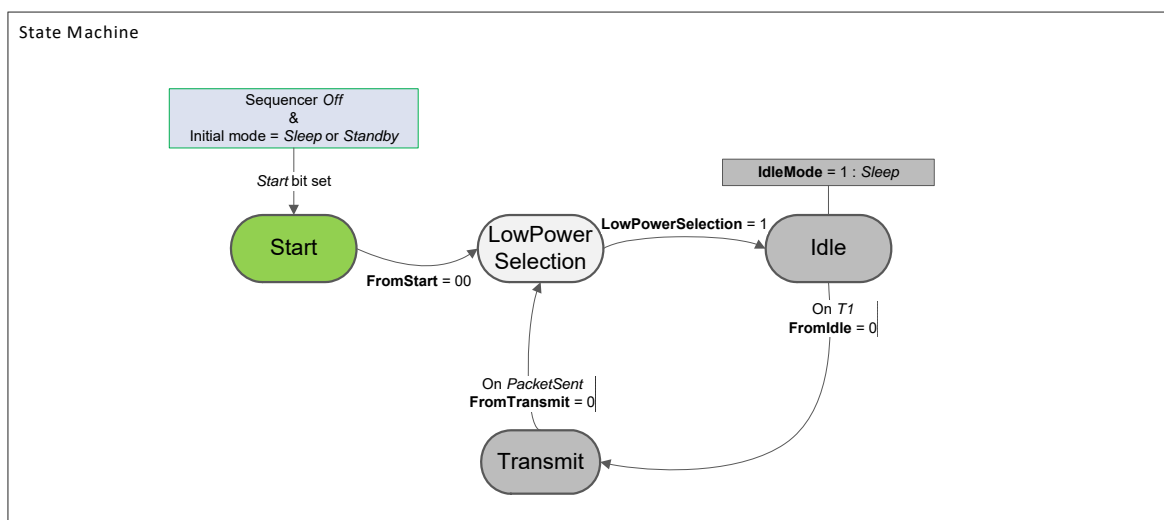 State Machine
Sequencer Off
&
Initial mode = Sleep or Standby
Start bit set
IdleMode = 1 : Sleep
Start
LowPower
Selection
LowPowerSelection = 1
Idle
FromStart = 00
On T1
FromIdle = 0
On PacketSent
FromTransmit = 0
Transmit